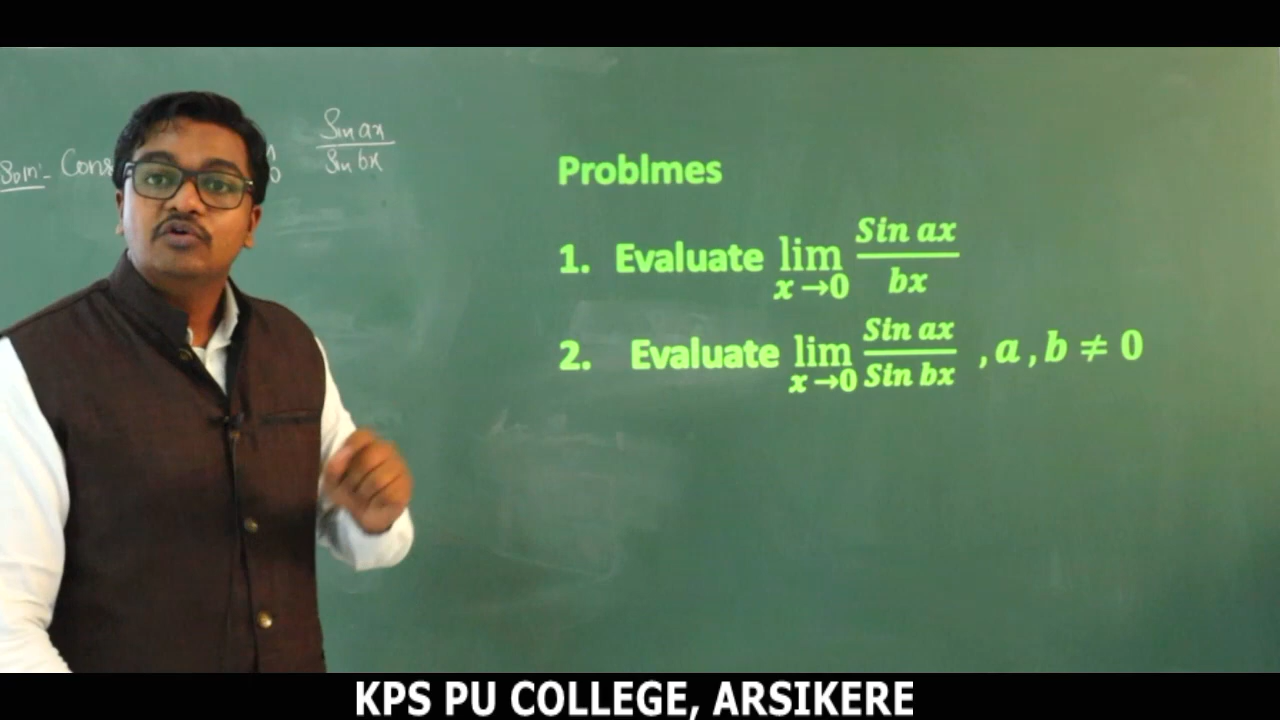 Soln:- Cons
Sin ax
Sin bx
Problmes
1. Evaluate lim x→0 Sin ax / bx
2. Evaluate lim x→0 Sin ax / Sin bx , a , b ≠ 0
KPS PU COLLEGE, ARSIKERE